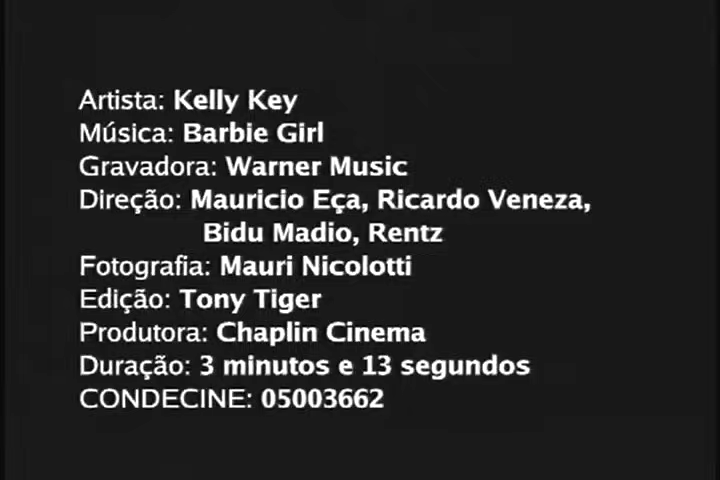 Artista: Kelly Key
Música: Barbie Girl
Gravadora: Warner Music
Direção: Mauricio Eça, Ricardo Veneza,
Bidu Madio, Rentz
Fotografia: Mauri Nicolotti
Edição: Tony Tiger
Produtora: Chaplin Cinema
Duração: 3 minutos e 13 segundos
CONDECINE: 05003662